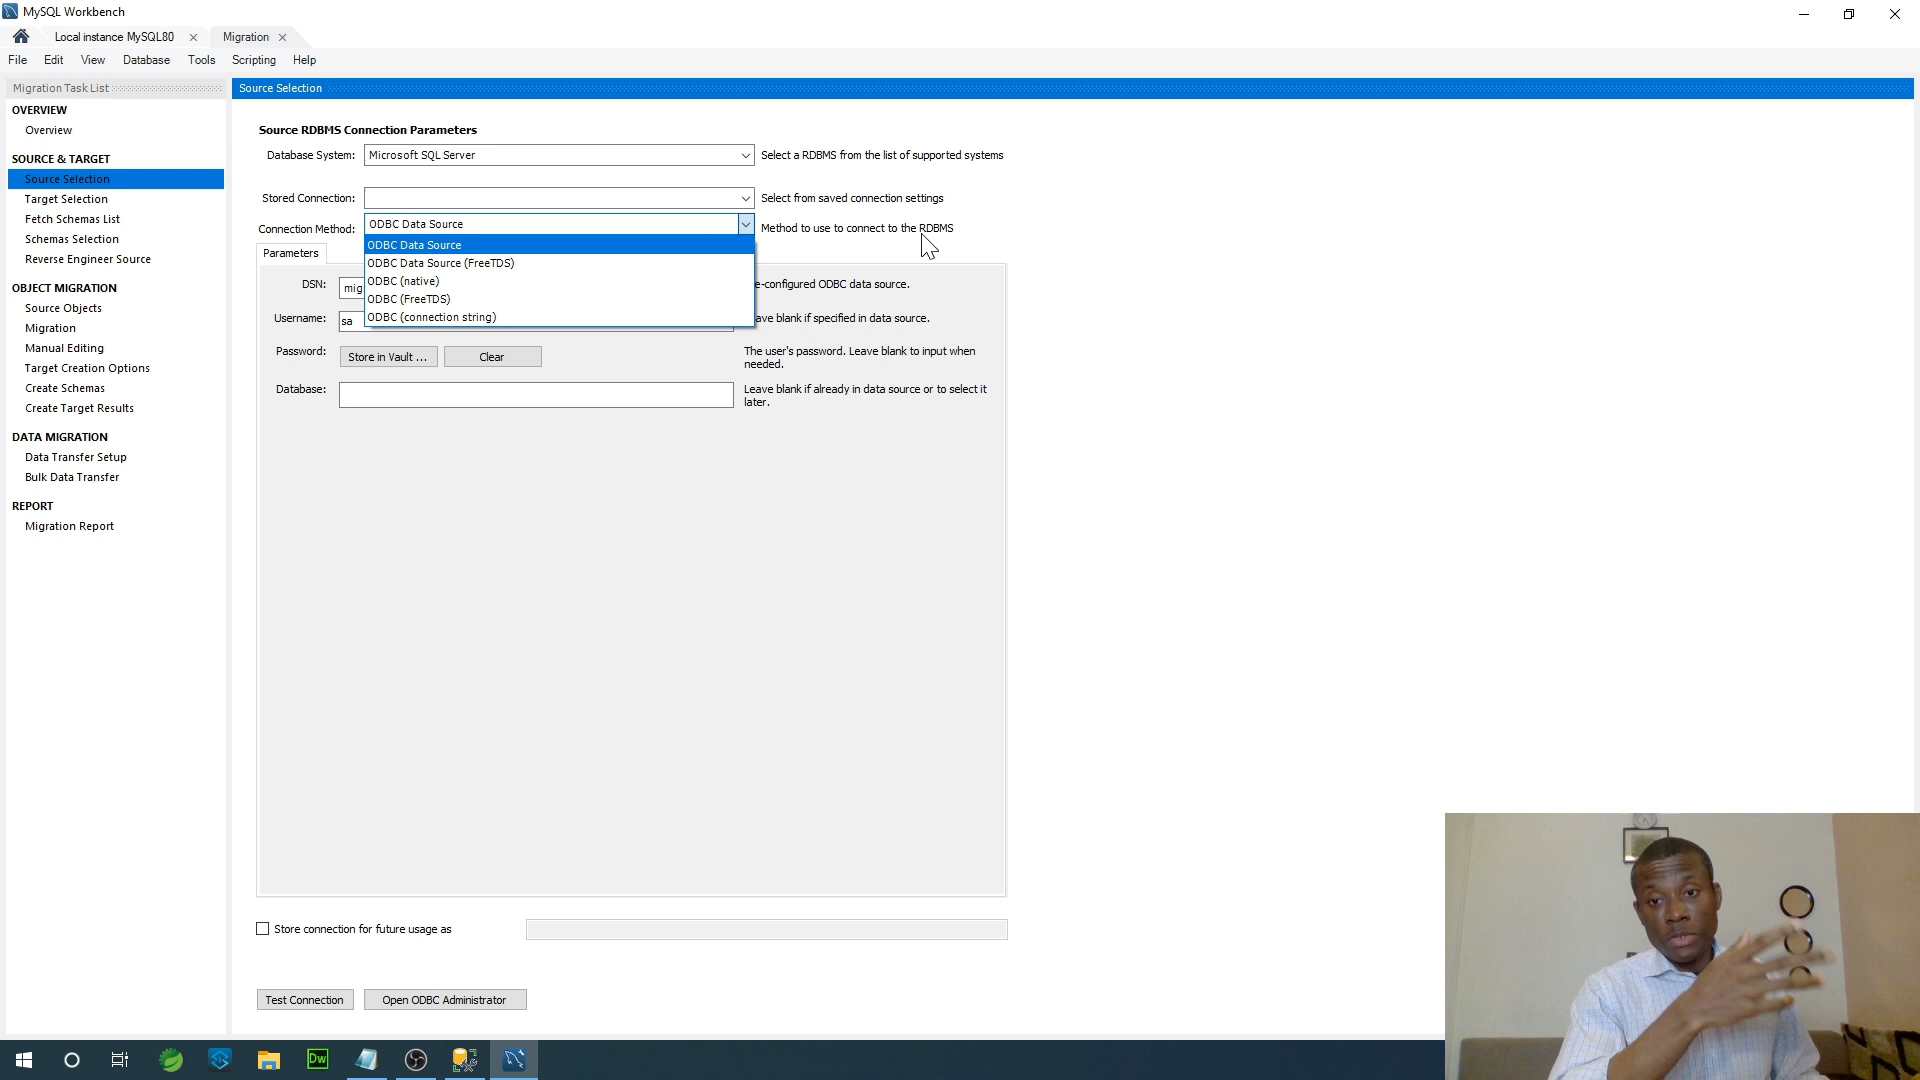 MySQL Workbench
Local instance MySQL80
Migration
File Edit View Database Tools Scripting Help
Migration Task List
OVERVIEW
Overview
SOURCE & TARGET
Source Selection
Target Selection
Fetch Schemas List
Schemas Selection
Reverse Engineer Source
OBJECT MIGRATION
Source Objects
Migration
Manual Editing
Target Creation Options
Create Schemas
Create Target Results
DATA MIGRATION
Data Transfer Setup
Bulk Data Transfer
REPORT
Migration Report
Source Selection
Source RDBMS Connection Parameters
Database System: Microsoft SQL Server Select a RDBMS from the list of supported systems
Stored Connection: Select from saved connection settings
Connection Method: ODBC Data Source Method to use to connect to the RDBMS
ODBC Data Source
ODBC Data Source (FreeTDS)
ODBC (native)
ODBC (FreeTDS)
ODBC (connection string)
Parameters
DSN: mig e-configured ODBC data source.
Username: sa ave blank if specified in data source.
Password: Store in Vault ... Clear The user's password. Leave blank to input when
needed.
Database: Leave blank if already in data source or to select it
later.
Store connection for future usage as
Test Connection Open ODBC Administrator
Dw